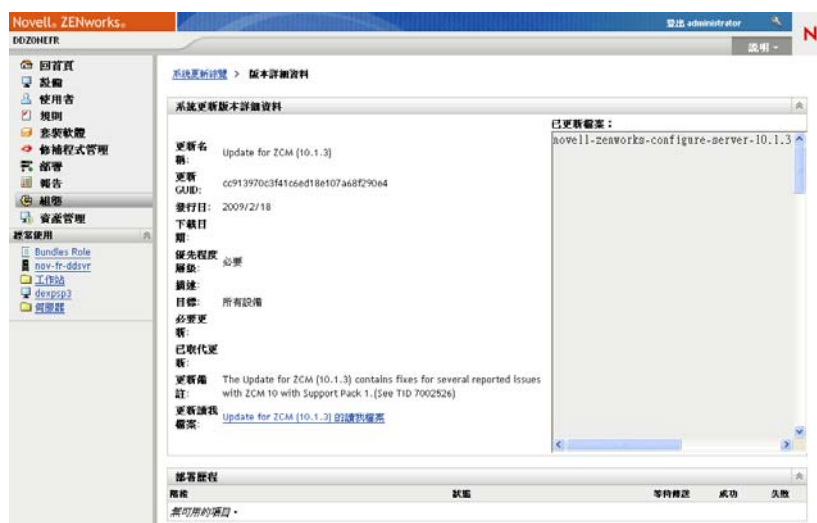 Novell® ZENworks®
登出 administrator
DDZONEFR
說明
N
回首頁
設備
使用者
規則
套裝軟體
修補程式管理
部署
報告
組態
資產管理
經常使用
Bundles Role
nov-fr-ddsvr
工作站
dexpsp3
伺服器
系統更新總覽 > 版本詳細資料
系統更新版本詳細資料
已更新檔案：
novell-zenworks-configure-server-10.1.3
更新名稱: Update for ZCM (10.1.3)
更新 GUID: cc913970c3f41c6ed18e107a68f290e4
發行日: 2009/2/18
下載日期:
優先程度層級: 必要
描述:
目標: 所有設備
必要更新:
已取代更新:
更新備註: The Update for ZCM (10.1.3) contains fixes for several reported issues
with ZCM 10 with Support Pack 1. (See TID 7002526)
更新讀我檔案: Update for ZCM (10.1.3) 的讀我檔案
部署歷程
階段 狀態 等待傳送 成功 失敗
無可用的項目。